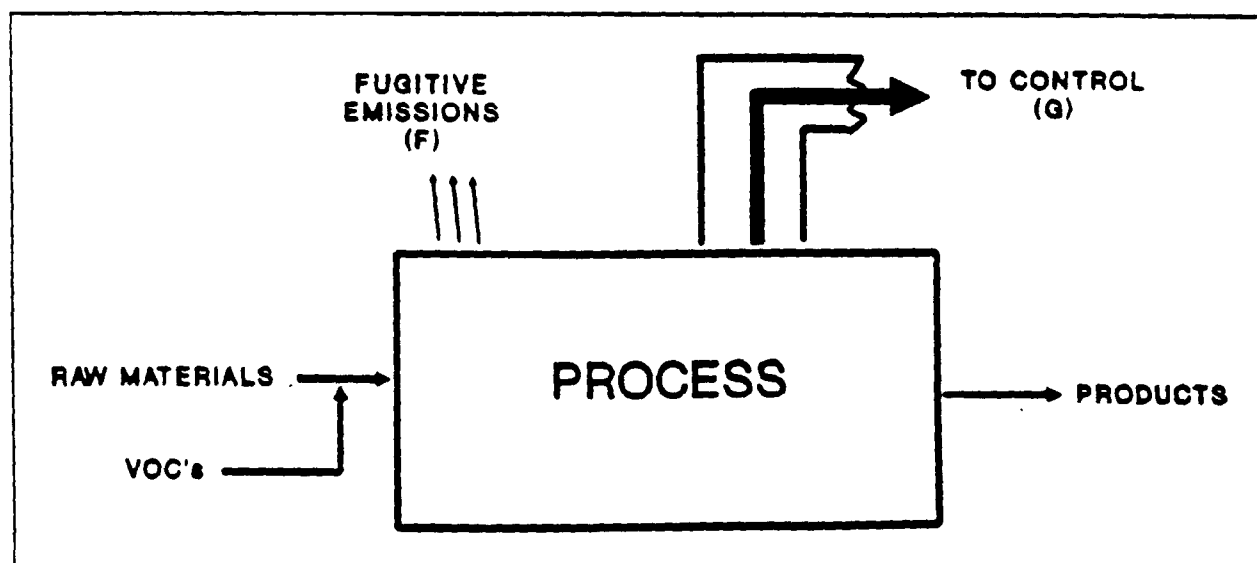 FUGITIVE
EMISSIONS
(F)
TO CONTROL
(G)
RAW MATERIALS
PROCESS
PRODUCTS
VOC's